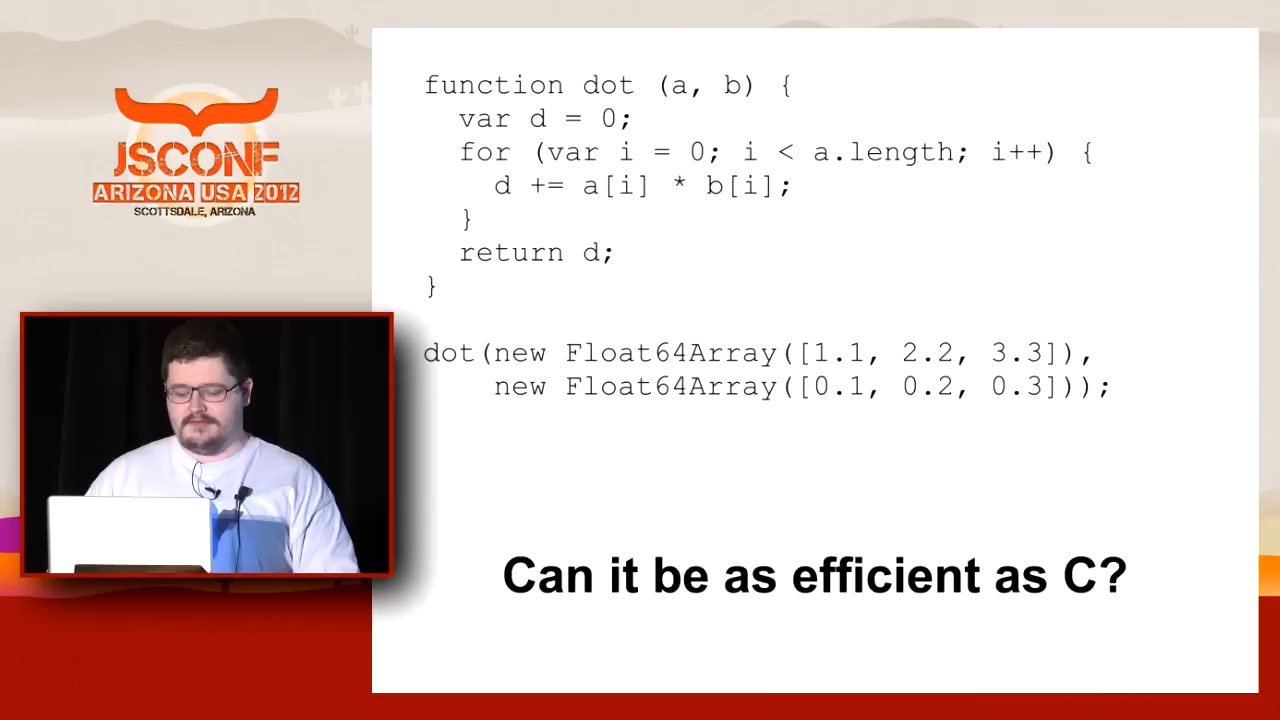 JSCONF
ARIZONA USA 2012
SCOTTSDALE, ARIZONA
function dot (a, b) {
  var d = 0;
  for (var i = 0; i < a.length; i++) {
    d += a[i] * b[i];
  }
  return d;
}
dot(new Float64Array([1.1, 2.2, 3.3]),
    new Float64Array([0.1, 0.2, 0.3]));
Can it be as efficient as C?